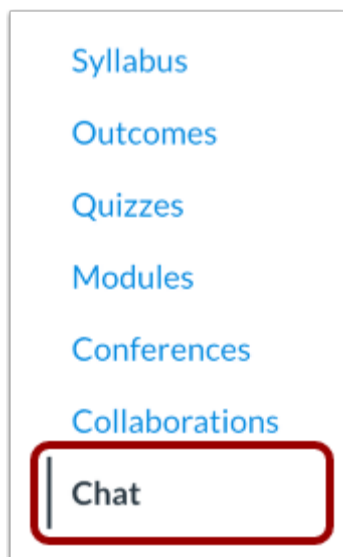 Syllabus
Outcomes
Quizzes
Modules
Conferences
Collaborations
Chat